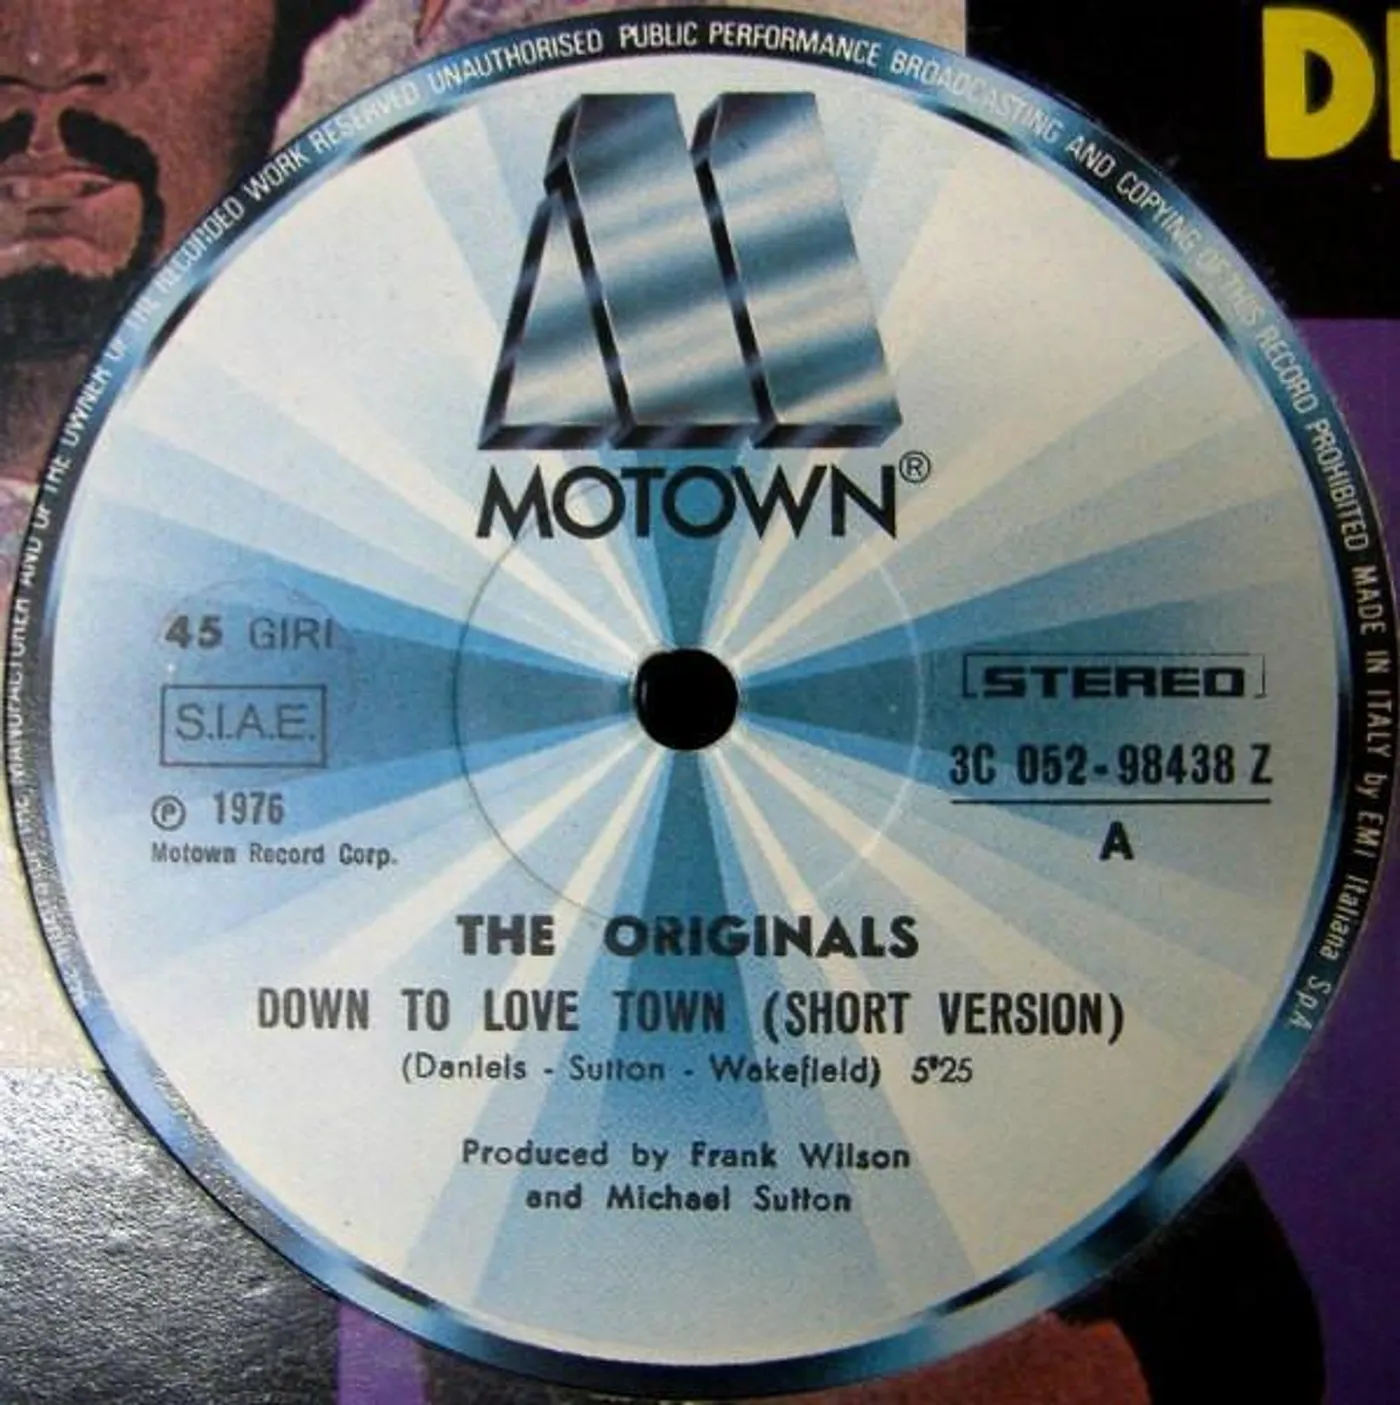 DE
THE MANUFACTURER AND OF THE OWNER OF THE RECORDED WORK RESERVED UNAUTHORISED PUBLIC PERFORMANCE BROADCASTING AND COPYING OF THIS RECORD PROHIBITED MADE IN ITALY by EMI Italiana S.p.A.
MOTOWN®
45 GIRI
S.I.A.E.
℗ 1976
Motown Record Corp.
STEREO
3C 052-98438 Z
A
THE ORIGINALS
DOWN TO LOVE TOWN (SHORT VERSION)
(Daniels - Sutton - Wakefield) 5'25
Produced by Frank Wilson
and Michael Sutton